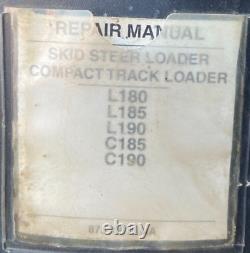 REPAIR MANUAL
SKID STEER LOADER
COMPACT TRACK LOADER
L180
L185
L190
C185
C190